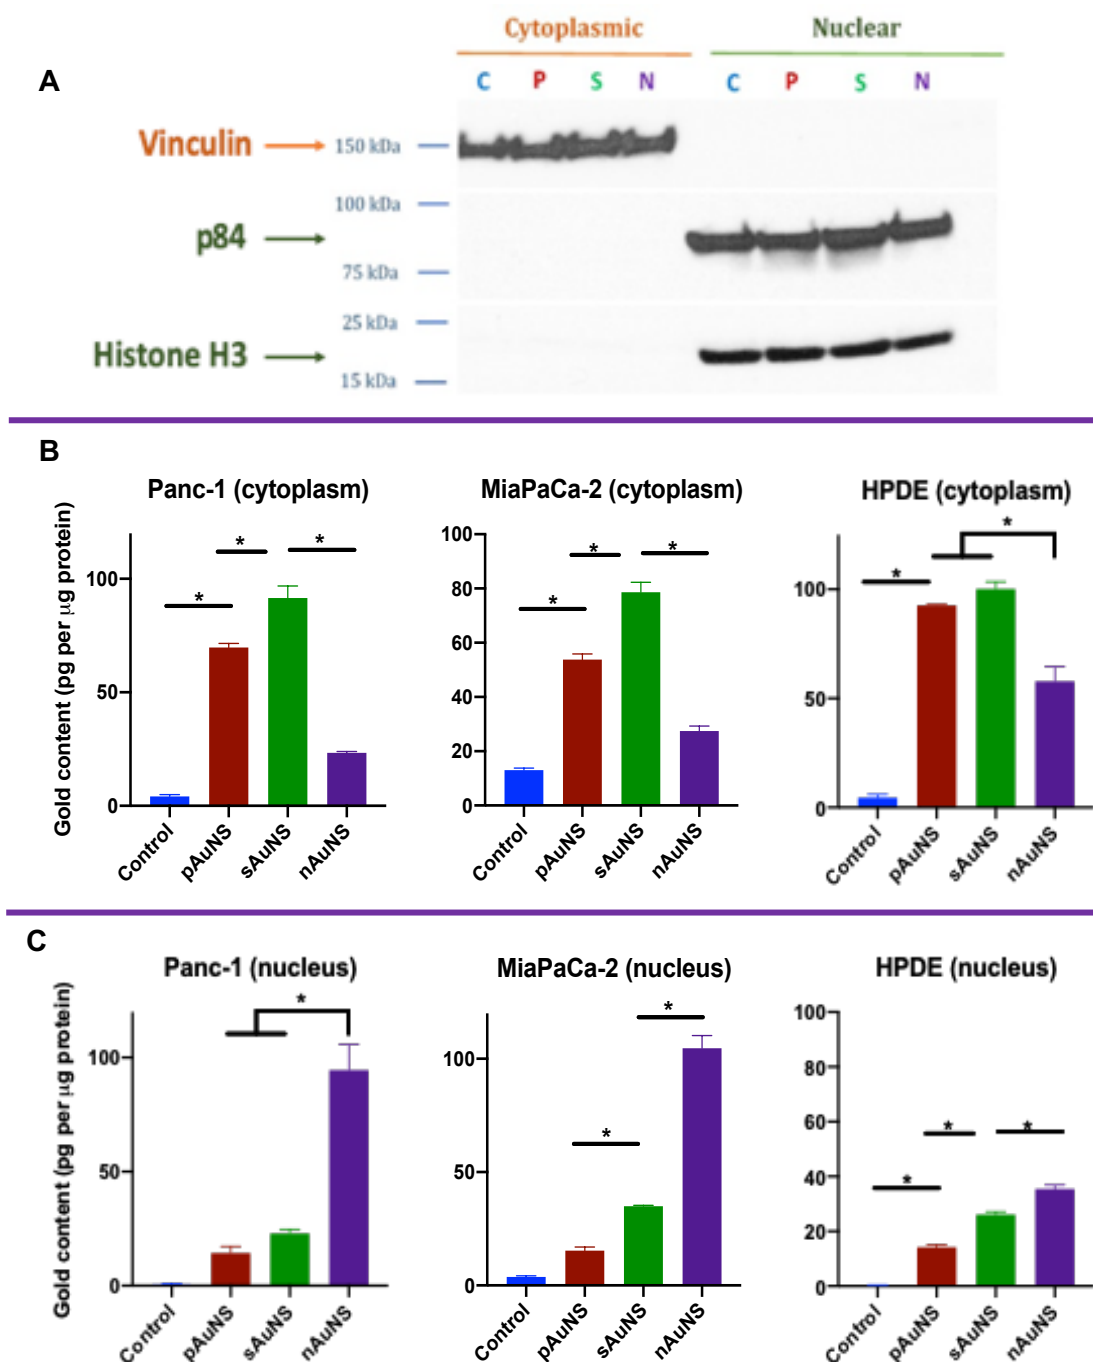 Cytoplasmic Nuclear
A C P S N C P S N
Vinculin 150 kDa
100 kDa
p84
75 kDa
25 kDa
Histone H3
15 kDa
B
Panc-1 (cytoplasm) MiaPaCa-2 (cytoplasm) HPDE (cytoplasm)
Gold content (pg per μg protein)
100
50
0
* * *
Control pAuNS sAuNS nAuNS
100
80
60
40
20
0
* * *
Control pAuNS sAuNS nAuNS
100
50
0
* *
Control pAuNS sAuNS nAuNS
C
Panc-1 (nucleus) MiaPaCa-2 (nucleus) HPDE (nucleus)
Gold content (pg per μg protein)
100
50
0
*
Control pAuNS sAuNS nAuNS
100
50
0
* *
Control pAuNS sAuNS nAuNS
100
80
60
40
20
0
* * *
Control pAuNS sAuNS nAuNS